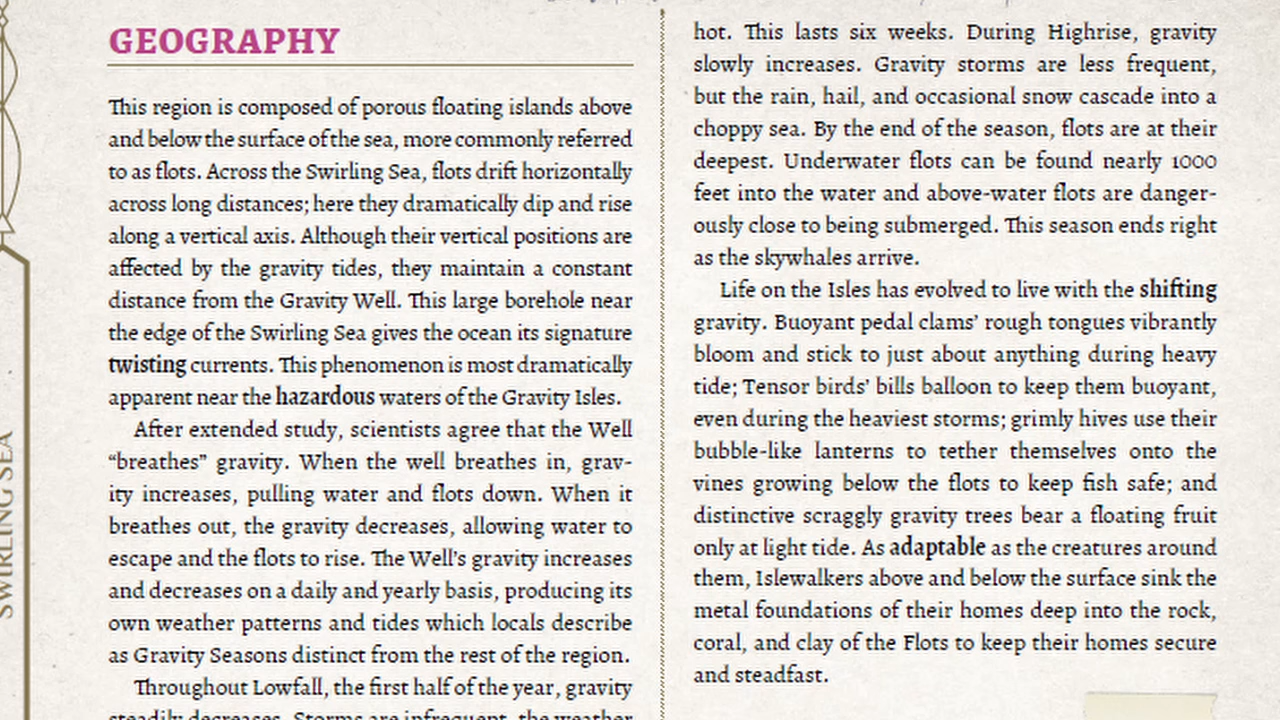 GEOGRAPHY
This region is composed of porous floating islands above
and below the surface of the sea, more commonly referred
to as flots. Across the Swirling Sea, flots drift horizontally
across long distances; here they dramatically dip and rise
along a vertical axis. Although their vertical positions are
affected by the gravity tides, they maintain a constant
distance from the Gravity Well. This large borehole near
the edge of the Swirling Sea gives the ocean its signature
twisting currents. This phenomenon is most dramatically
apparent near the hazardous waters of the Gravity Isles.
After extended study, scientists agree that the Well
“breathes” gravity. When the well breathes in, grav-
ity increases, pulling water and flots down. When it
breathes out, the gravity decreases, allowing water to
escape and the flots to rise. The Well’s gravity increases
and decreases on a daily and yearly basis, producing its
own weather patterns and tides which locals describe
as Gravity Seasons distinct from the rest of the region.
Throughout Lowfall, the first half of the year, gravity
steadily decreases. Storms are infrequent, the weather
hot. This lasts six weeks. During Highrise, gravity
slowly increases. Gravity storms are less frequent,
but the rain, hail, and occasional snow cascade into a
choppy sea. By the end of the season, flots are at their
deepest. Underwater flots can be found nearly 1000
feet into the water and above-water flots are danger-
ously close to being submerged. This season ends right
as the skywhales arrive.
Life on the Isles has evolved to live with the shifting
gravity. Buoyant pedal clams’ rough tongues vibrantly
bloom and stick to just about anything during heavy
tide; Tensor birds’ bills balloon to keep them buoyant,
even during the heaviest storms; grimly hives use their
bubble-like lanterns to tether themselves onto the
vines growing below the flots to keep fish safe; and
distinctive scraggly gravity trees bear a floating fruit
only at light tide. As adaptable as the creatures around
them, Islewalkers above and below the surface sink the
metal foundations of their homes deep into the rock,
coral, and clay of the Flots to keep their homes secure
and steadfast.
SWIRLING SEA